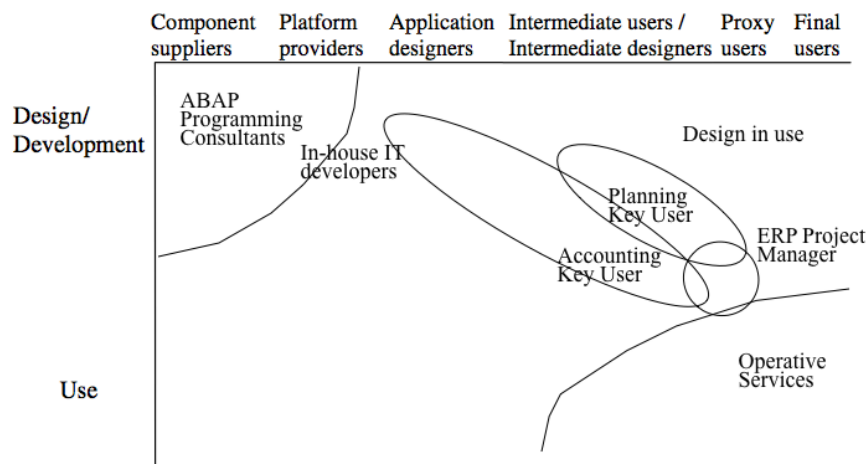 Component suppliers
Platform providers
Application designers
Intermediate users /
Intermediate designers
Proxy users
Final users
Design/
Development
ABAP
Programming
Consultants
In-house IT
developers
Design in use
Planning
Key User
Accounting
Key User
ERP Project
Manager
Use
Operative
Services